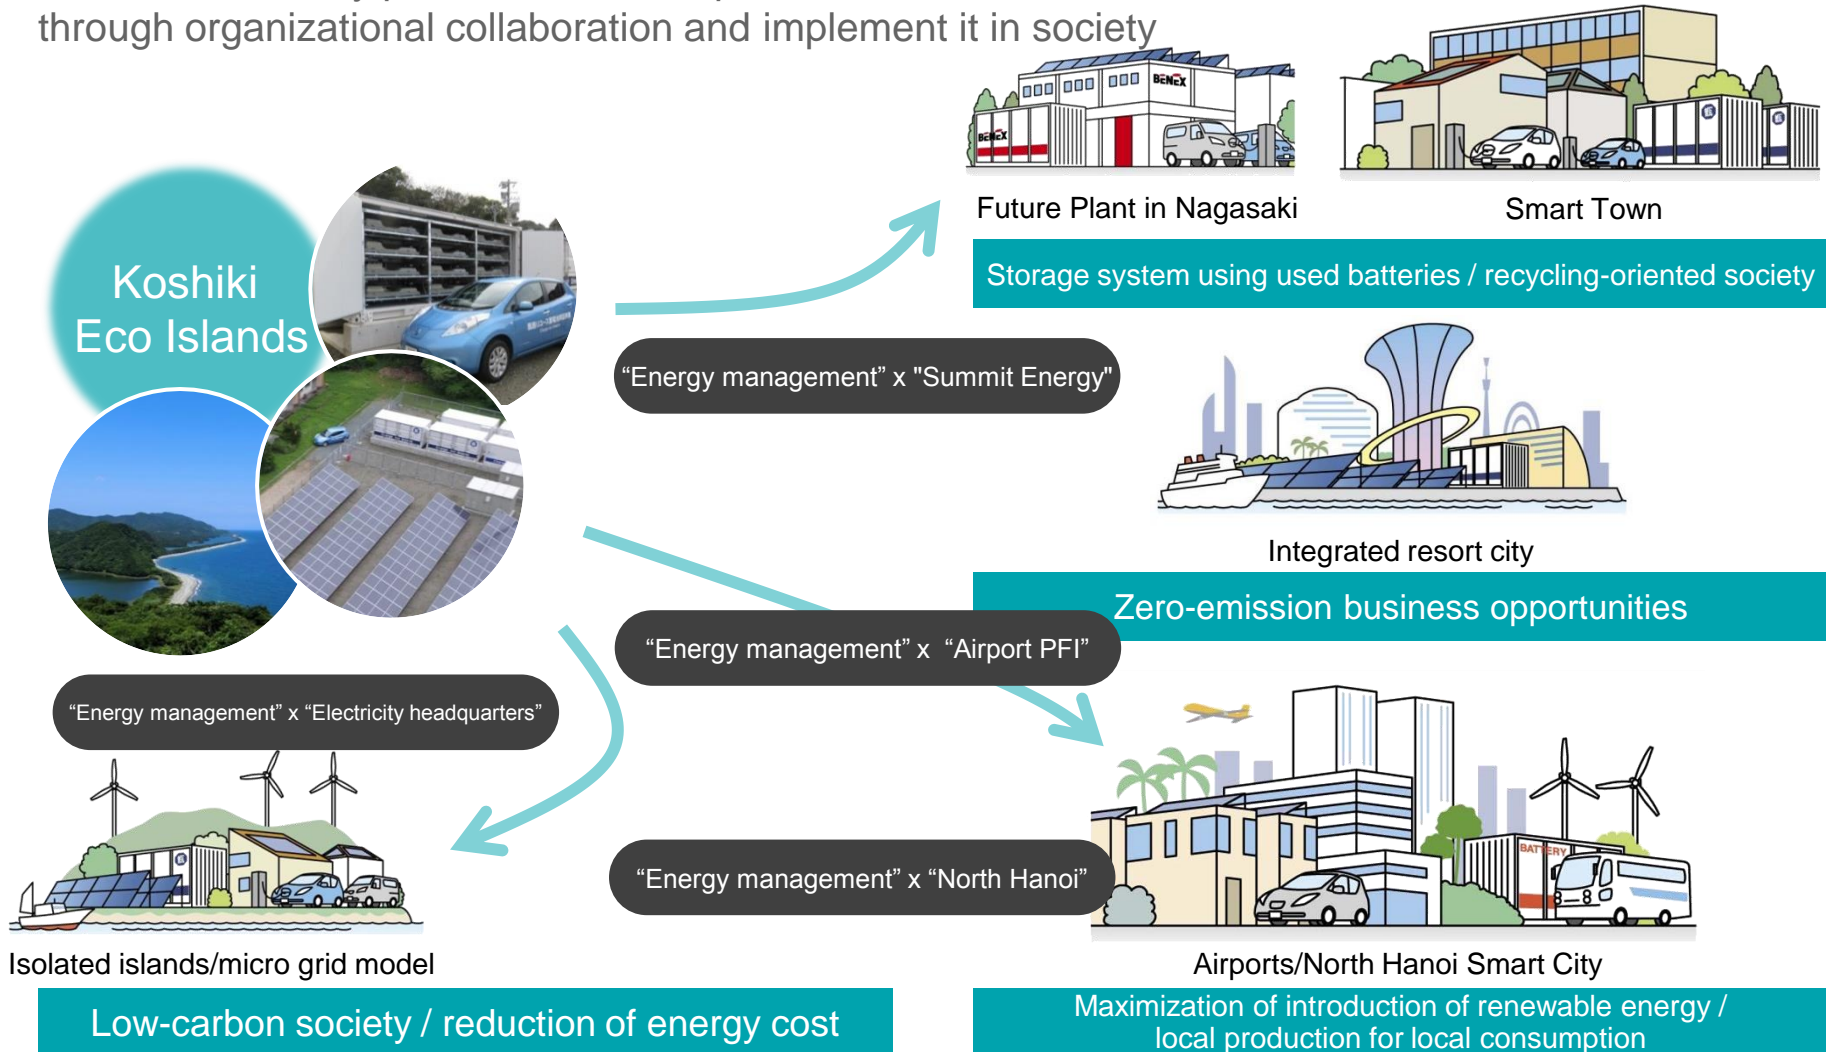 through organizational collaboration and implement it in society
BENEX
BENEX
Future Plant in Nagasaki
Smart Town
Storage system using used batteries / recycling-oriented society
Koshiki
Eco Islands
“Energy management” x "Summit Energy"
Integrated resort city
Zero-emission business opportunities
“Energy management” x “Airport PFI”
“Energy management” x “Electricity headquarters”
“Energy management” x “North Hanoi”
BATTERY
Isolated islands/micro grid model
Airports/North Hanoi Smart City
Low-carbon society / reduction of energy cost
Maximization of introduction of renewable energy /
local production for local consumption